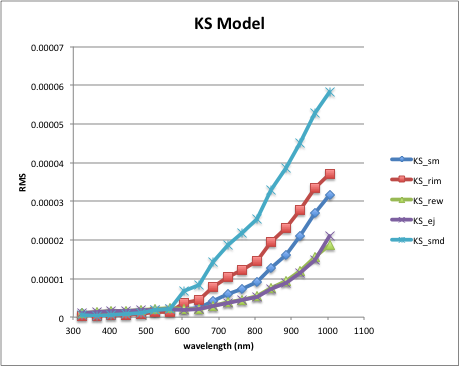 KS Model
0.00007
0.00006
0.00005
0.00004
0.00003
0.00002
0.00001
0
RMS
300 400 500 600 700 800 900 1000 1100
wavelength (nm)
KS_sm
KS_rim
KS_rew
KS_ej
KS_smd